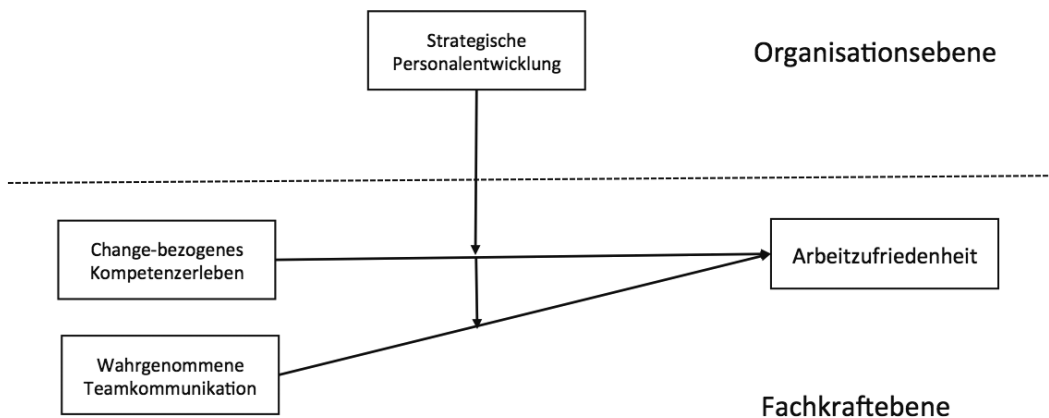 Strategische
Personalentwicklung
Organisationsebene
Change-bezogenes
Kompetenzerleben
Arbeitzufriedenheit
Wahrgenommene
Teamkommunikation
Fachkraftebene